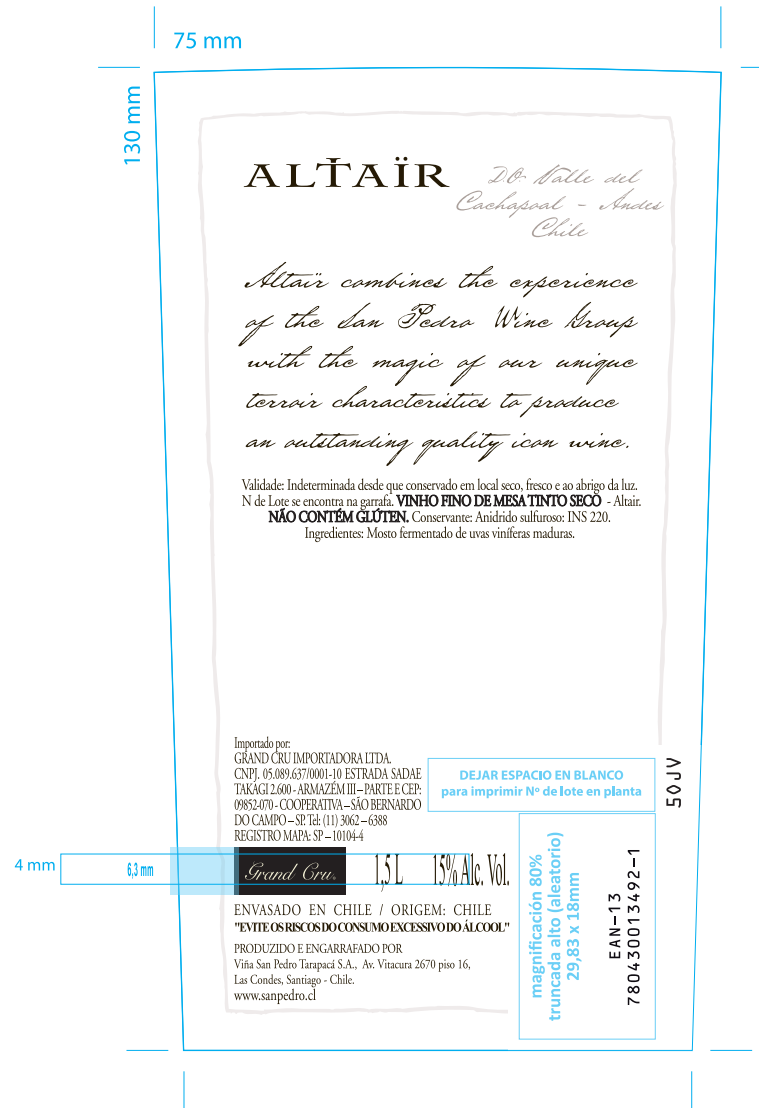 75 mm
130 mm
ALTAÏR
DO Valle del
Cachapoal - Andes
Chile
Altaïr combines the experience
of the San Pedro Wine Group
with the magic of our unique
terroir characteristics to produce
an outstanding quality icon wine.
Validade: Indeterminada desde que conservado em local seco, fresco e ao abrigo da luz.
N de Lote se encontra na garrafa. VINHO FINO DE MESA TINTO SECO - Altair.
NÃO CONTÉM GLÚTEN. Conservante: Anidrido sulfuroso: INS 220.
Ingredientes: Mosto fermentado de uvas viníferas maduras.
Importado por:
GRAND CRU IMPORTADORA LTDA.
CNPJ. 05.089.637/0001-10 ESTRADA SADAE
TAKAGI 2.600 - ARMAZÉM III – PARTE E CEP:
09852-070 - COOPERATIVA – SÃO BERNARDO
DO CAMPO – SP. Tel: (11) 3062 – 6388
REGISTRO MAPA: SP – 10104-4
DEJAR ESPACIO EN BLANCO
para imprimir Nº de lote en planta
50JV
4 mm
6,3 mm
Grand Cru.
1,5 L 15% Alc. Vol.
ENVASADO EN CHILE / ORIGEM: CHILE
"EVITE OS RISCOS DO CONSUMO EXCESSIVO DO ÁLCOOL"
PRODUZIDO E ENGARRAFADO POR
Viña San Pedro Tarapacá S.A., Av. Vitacura 2670 piso 16,
Las Condes, Santiago - Chile.
www.sanpedro.cl
magnificación 80%
truncada alto (aleatorio)
29,83 x 18mm
EAN-13
780430013492-1